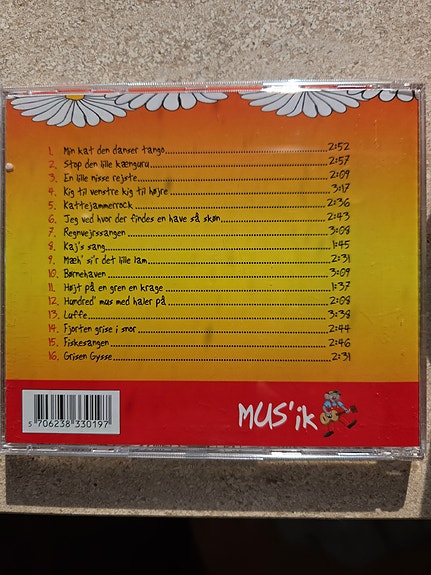 1. Min kat den danser tango 2:52
2. Stop den lille kænguru 2:57
3. En lille nisse rejste 2:09
4. Kig til venstre kig til højre 3:17
5. Kattejammerrock 2:36
6. Jeg ved hvor der findes en have så skøn 2:43
7. Regnvejrssangen 3:08
8. Kaj's sang 1:45
9. Mæh' si'r det lille lam 2:31
10. Børnehaven 3:09
11. Højt på en gren en krage 1:37
12. Hundred' mus med haler på 2:08
13. Luffe 3:38
14. Fjorten grise i snor 2:44
15. Fiskesangen 2:46
16. Grisen Gysse 2:31
MUS'ik
5 706238 330197